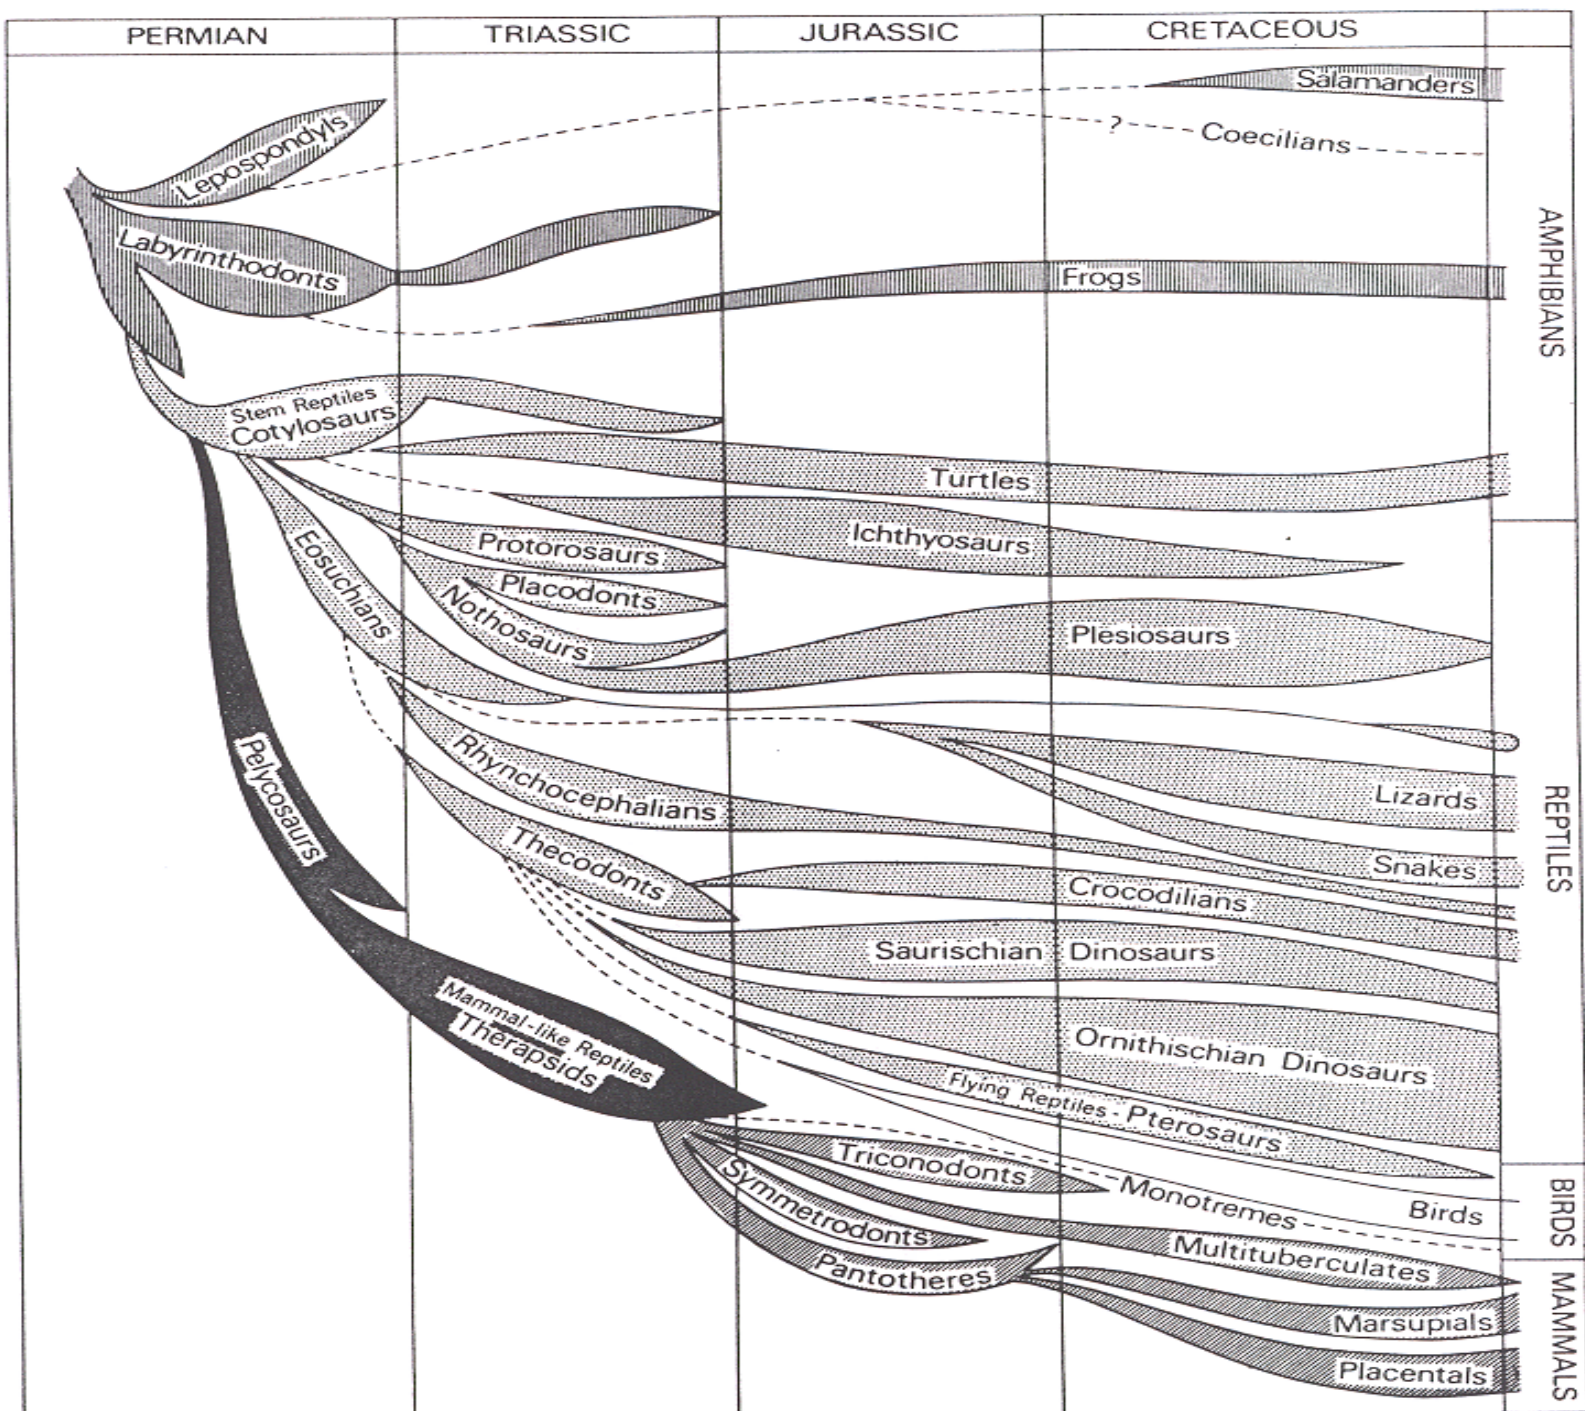 PERMIAN TRIASSIC JURASSIC CRETACEOUS
Salamanders
? Coecilians
Lepospondyls
Labyrinthodonts
Frogs
AMPHIBIANS
Stem Reptiles
Cotylosaurs
Turtles
Ichthyosaurs
Protorosaurs
Placodonts
Nothosaurs
Eosuchians
Plesiosaurs
Rhynchocephalians
Lizards
Snakes
REPTILES
Pelycosaurs
Thecodonts
Crocodilians
Saurischian Dinosaurs
Ornithischian Dinosaurs
Flying Reptiles - Pterosaurs
Mammal-like Reptiles
Therapsids
Triconodonts
Monotremes
Birds
BIRDS
Symmetrodonts
Multituberculates
Pantotheres
Marsupials
Placentals
MAMMALS